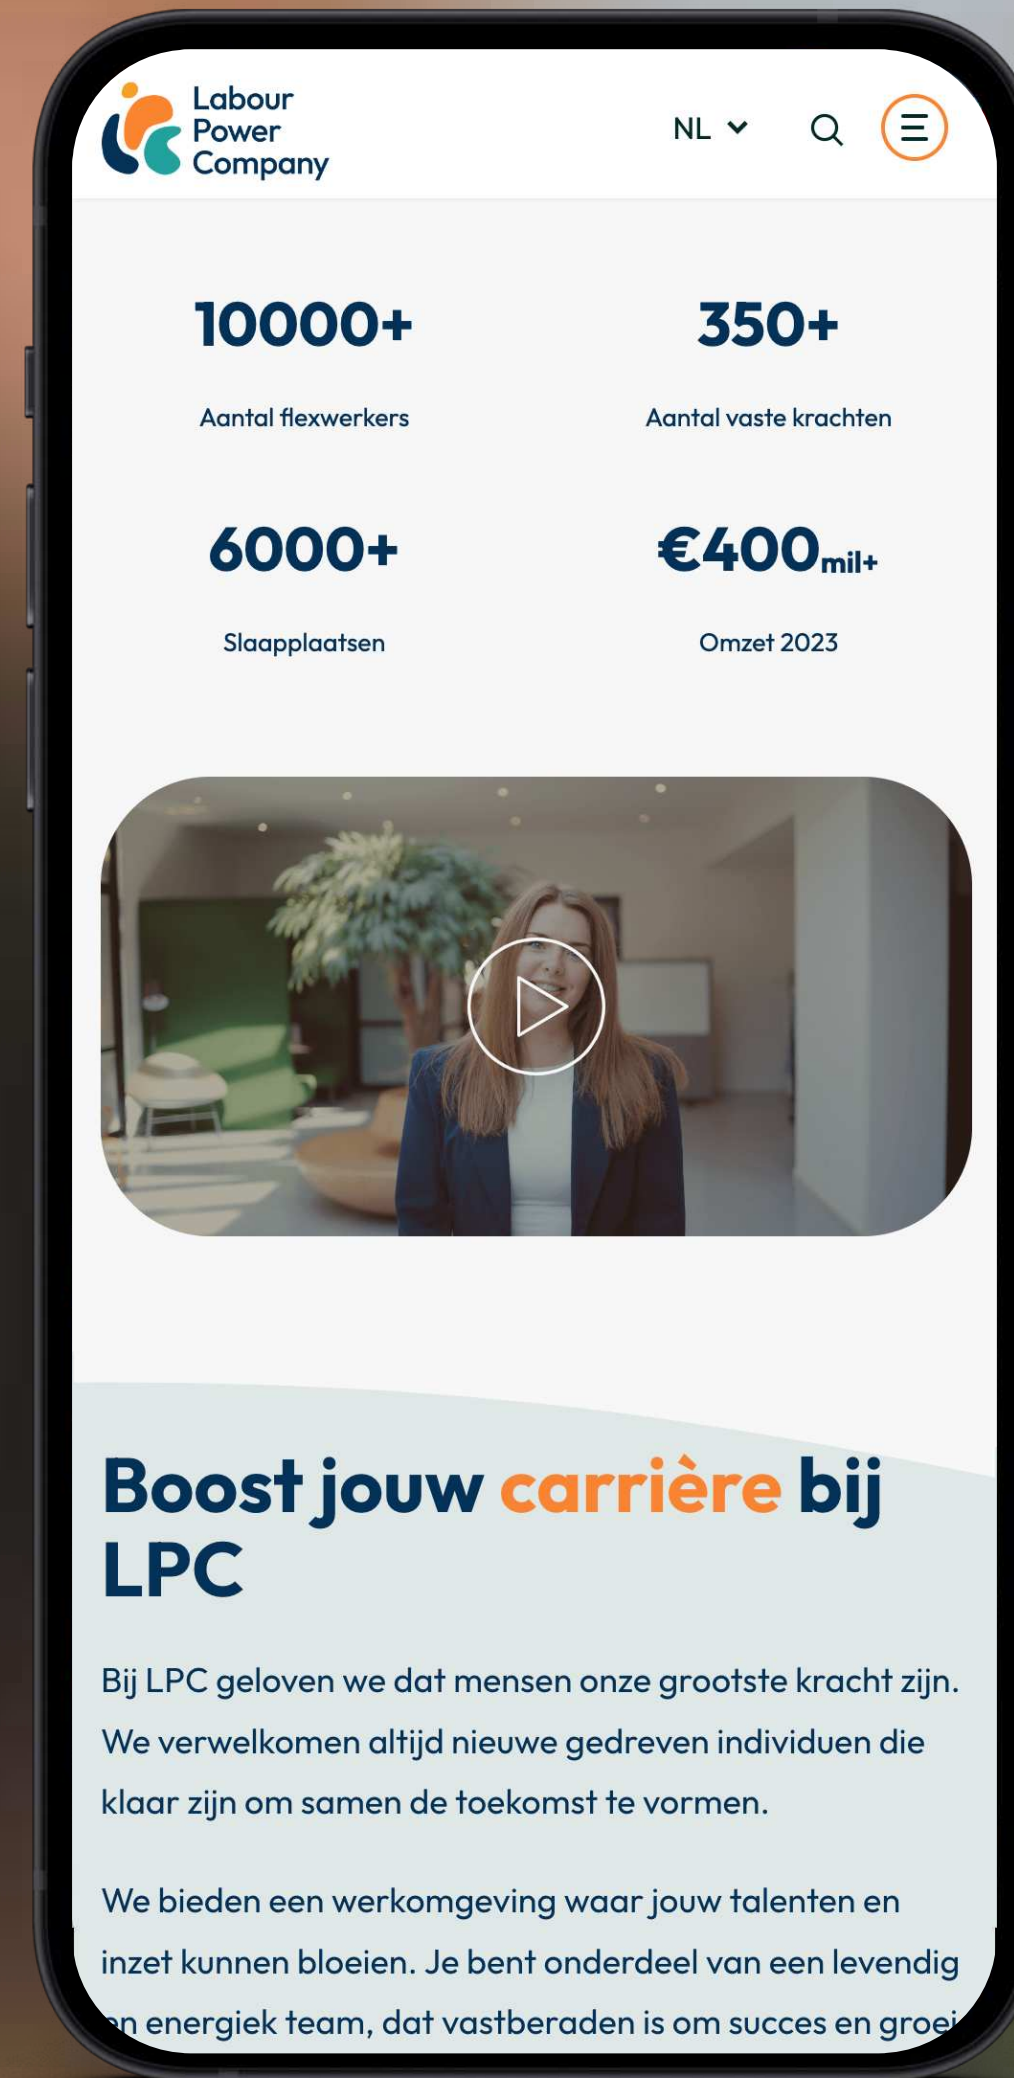 Labour
Power
Company
NL
10000+
350+
Aantal flexwerkers
Aantal vaste krachten
6000+
€400mil+
Slaapplaatsen
Omzet 2023
Boost jouw carrière bij
LPC
Bij LPC geloven we dat mensen onze grootste kracht zijn.
We verwelkomen altijd nieuwe gedreven individuen die
klaar zijn om samen de toekomst te vormen.
We bieden een werkomgeving waar jouw talenten en
inzet kunnen bloeien. Je bent onderdeel van een levendig
en energiek team, dat vastberaden is om succes en groei